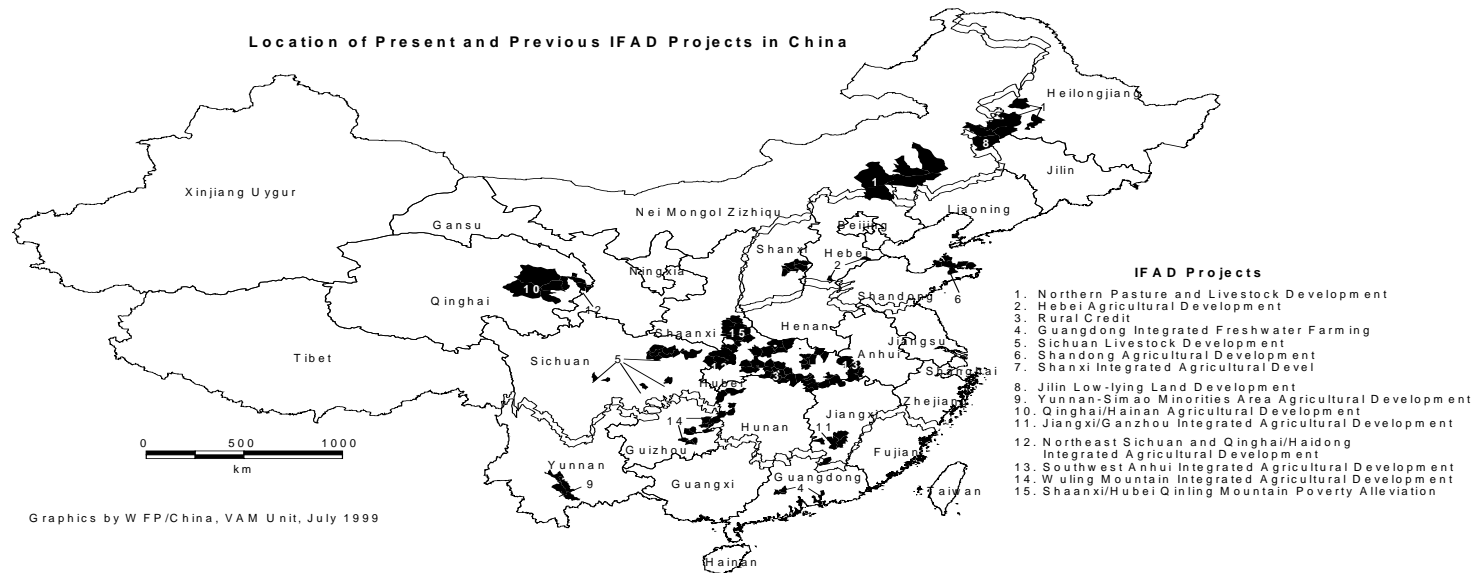 Location of Present and Previous IFAD Projects in China
Heilongjiang
1
8
Jilin
Xinjiang Uygur
1
Liaoning
Nei Mongol Zizhiqu
Gansu
Beijing
Shanxi
Hebei
2
Ningxia
10
Qinghai
12
Shandong
6
Shaanxi
15
Henan
Jiangsu
Anhui
Tibet
Sichuan
5
Shanghai
Hubei
Zhejiang
Jiangxi
14
Hunan
11
Guizhou
Fujian
Yunnan
9
Guangxi
Guangdong
4
Taiwan
Hainan
0 500 1000
km
Graphics by WFP/China, VAM Unit, July 1999
IFAD Projects
1. Northern Pasture and Livestock Development
2. Hebei Agricultural Development
3. Rural Credit
4. Guangdong Integrated Freshwater Farming
5. Sichuan Livestock Development
6. Shandong Agricultural Development
7. Shanxi Integrated Agricultural Devel
8. Jilin Low-lying Land Development
9. Yunnan-Simao Minorities Area Agricultural Development
10. Qinghai/Hainan Agricultural Development
11. Jiangxi/Ganzhou Integrated Agricultural Development
12. Northeast Sichuan and Qinghai/Haidong
Integrated Agricultural Development
13. Southwest Anhui Integrated Agricultural Development
14. Wuling Mountain Integrated Agricultural Development
15. Shaanxi/Hubei Qinling Mountain Poverty Alleviation